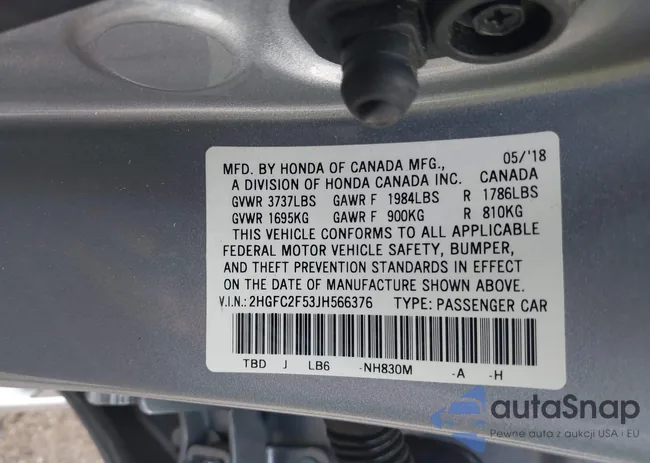 MFD. BY HONDA OF CANADA MFG., 05/'18
A DIVISION OF HONDA CANADA INC. CANADA
GVWR 3737LBS GAWR F 1984LBS R 1786LBS
GVWR 1695KG GAWR F 900KG R 810KG
THIS VEHICLE CONFORMS TO ALL APPLICABLE
FEDERAL MOTOR VEHICLE SAFETY, BUMPER,
AND THEFT PREVENTION STANDARDS IN EFFECT
ON THE DATE OF MANUFACTURE SHOWN ABOVE.
V.I.N.: 2HGFC2F53JH566376 TYPE: PASSENGER CAR
TBD J LB6 -NH830M -A -H
autaSnap
Pewne auta z aukcji USA i EU